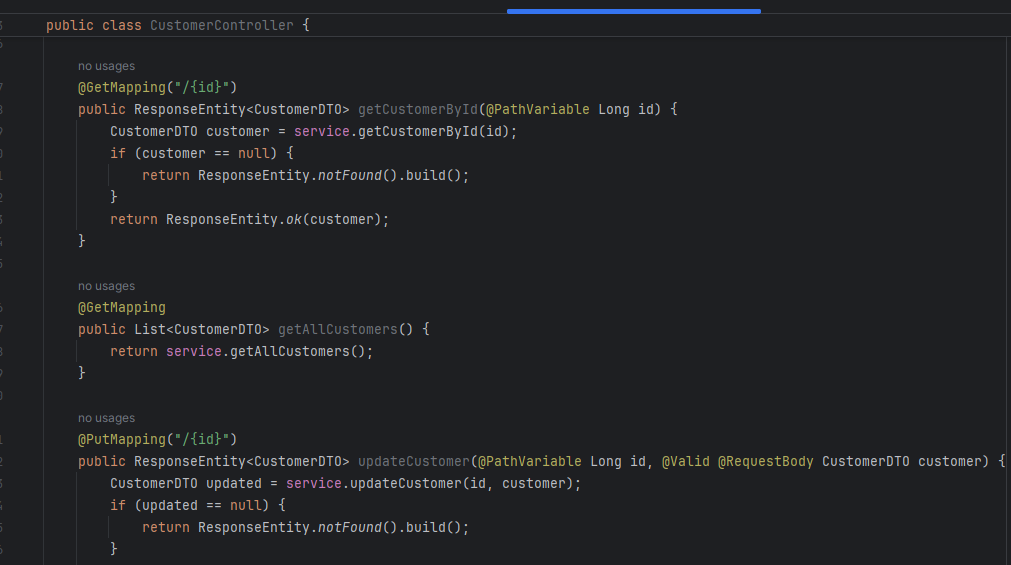 public class CustomerController {
no usages
@GetMapping("/{id}")
public ResponseEntity<CustomerDTO> getCustomerById(@PathVariable Long id) {
CustomerDTO customer = service.getCustomerById(id);
if (customer == null) {
return ResponseEntity.notFound().build();
}
return ResponseEntity.ok(customer);
}
no usages
@GetMapping
public List<CustomerDTO> getAllCustomers() {
return service.getAllCustomers();
}
no usages
@PutMapping("/{id}")
public ResponseEntity<CustomerDTO> updateCustomer(@PathVariable Long id, @Valid @RequestBody CustomerDTO customer) {
CustomerDTO updated = service.updateCustomer(id, customer);
if (updated == null) {
return ResponseEntity.notFound().build();
}